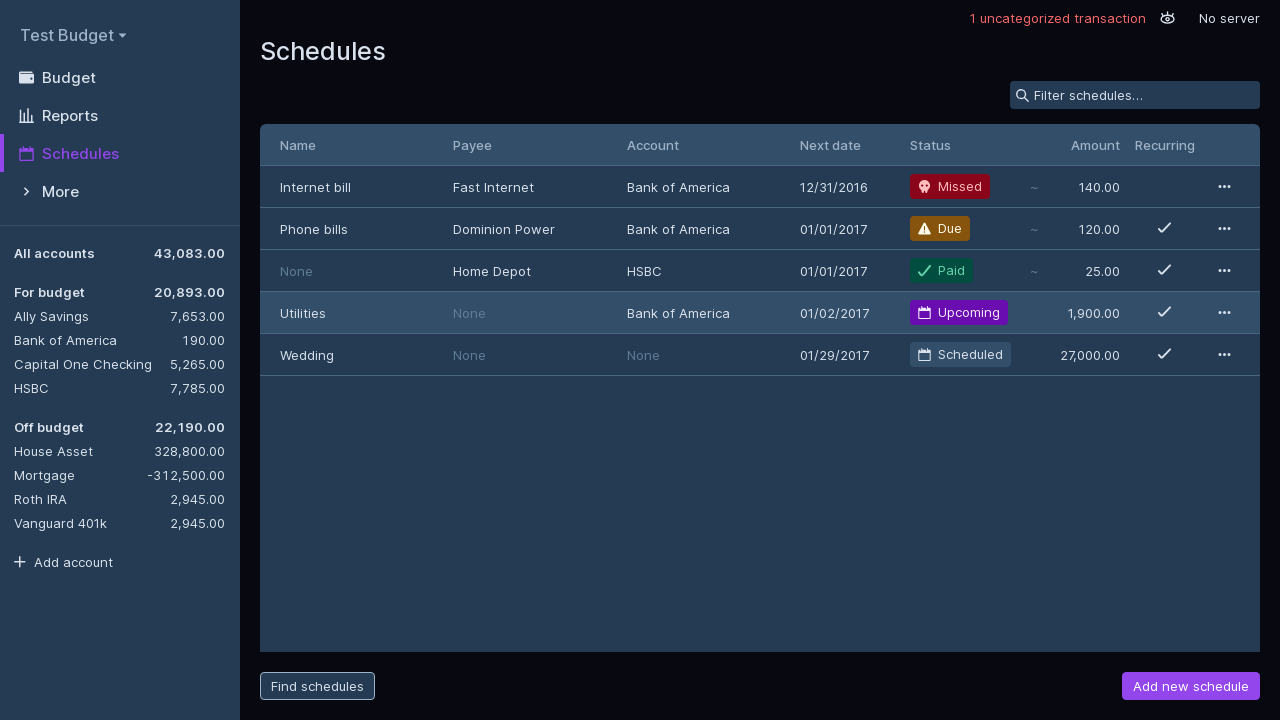 Test Budget
Budget
Reports
Schedules
More
All accounts 43,083.00
For budget 20,893.00
Ally Savings 7,653.00
Bank of America 190.00
Capital One Checking 5,265.00
HSBC 7,785.00
Off budget 22,190.00
House Asset 328,800.00
Mortgage -312,500.00
Roth IRA 2,945.00
Vanguard 401k 2,945.00
Add account
1 uncategorized transaction No server
Schedules
Filter schedules…
Name Payee Account Next date Status Amount Recurring
Internet bill Fast Internet Bank of America 12/31/2016 Missed ~ 140.00
Phone bills Dominion Power Bank of America 01/01/2017 Due ~ 120.00
None Home Depot HSBC 01/01/2017 Paid ~ 25.00
Utilities None Bank of America 01/02/2017 Upcoming 1,900.00
Wedding None None 01/29/2017 Scheduled 27,000.00
Find schedules Add new schedule